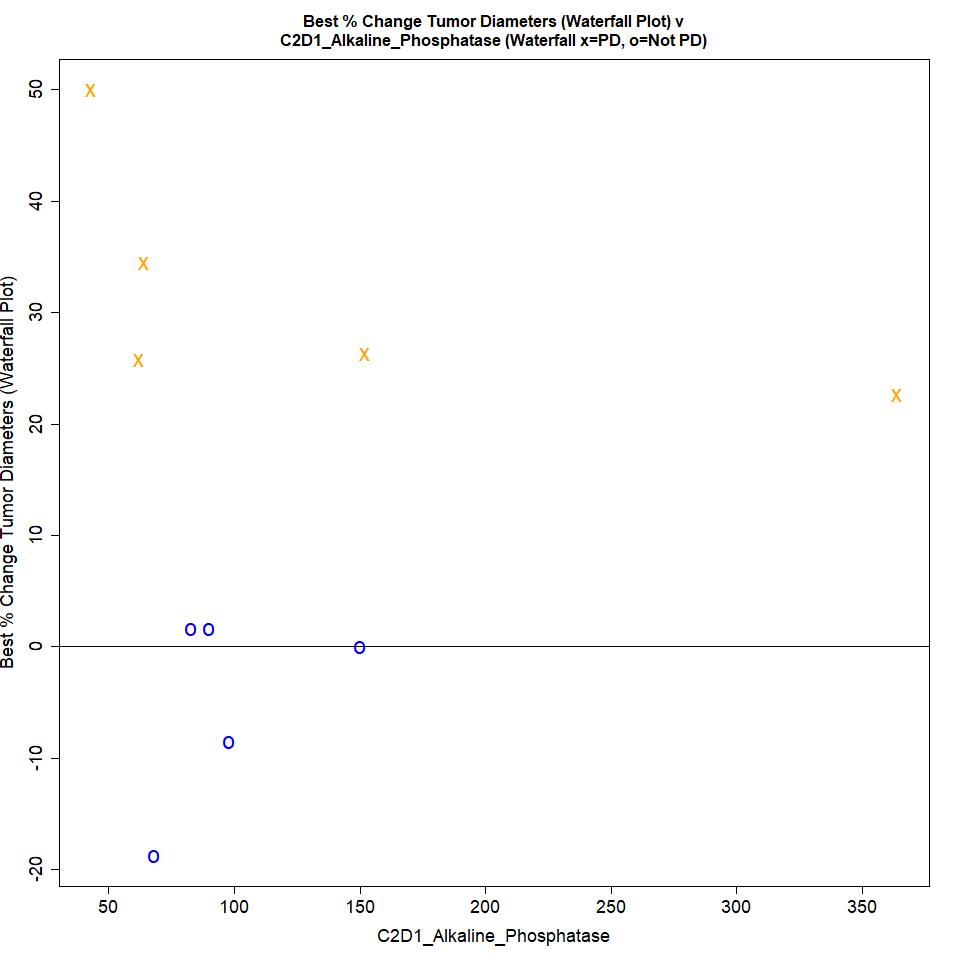 Best % Change Tumor Diameters (Waterfall Plot) v
C2D1_Alkaline_Phosphatase (Waterfall x=PD, o=Not PD)
Best % Change Tumor Diameters (Waterfall Plot)
50
40
30
20
10
0
-10
-20
X
X
X
X
X
O
O
O
O
O
50 100 150 200 250 300 350
C2D1_Alkaline_Phosphatase